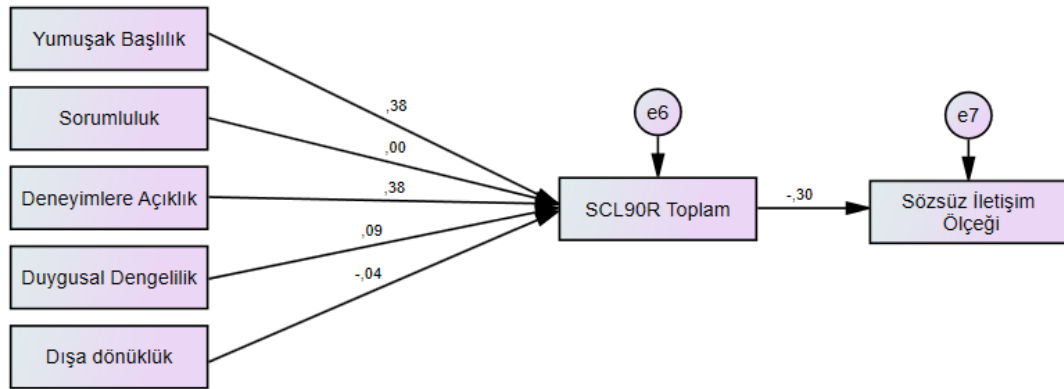 Yumuşak Başlılık
,38
Sorumluluk
,00
Deneyimlere Açıklık
,38
Duygusal Dengelilik
,09
Dışa dönüklük
-,04
e6
SCL90R Toplam
-,30
e7
Sözsüz İletişim
Ölçeği